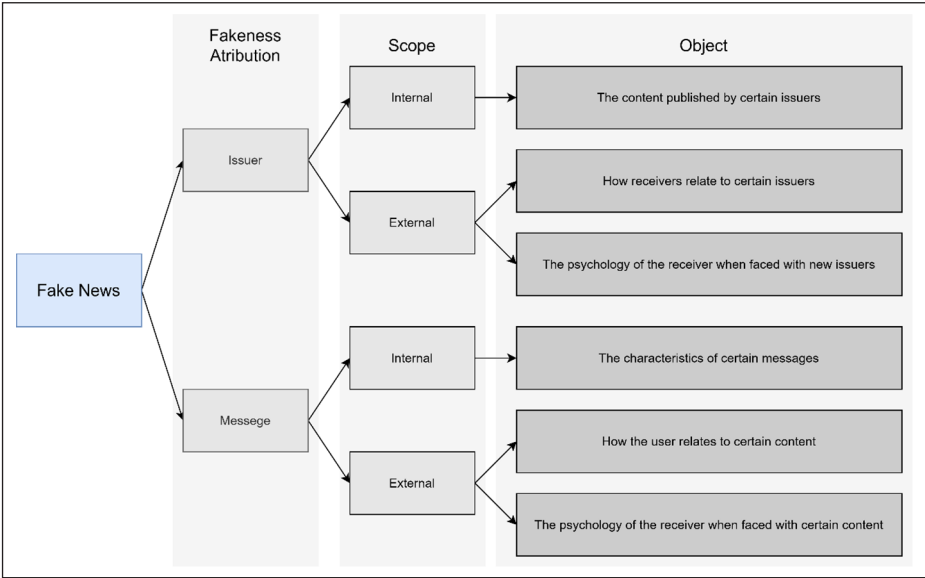 Fakeness
Atribution
Scope
Object
Internal
The content published by certain issuers
Issuer
How receivers relate to certain issuers
External
The psychology of the receiver when faced with new issuers
Fake News
Internal
The characteristics of certain messages
Messege
How the user relates to certain content
External
The psychology of the receiver when faced with certain content